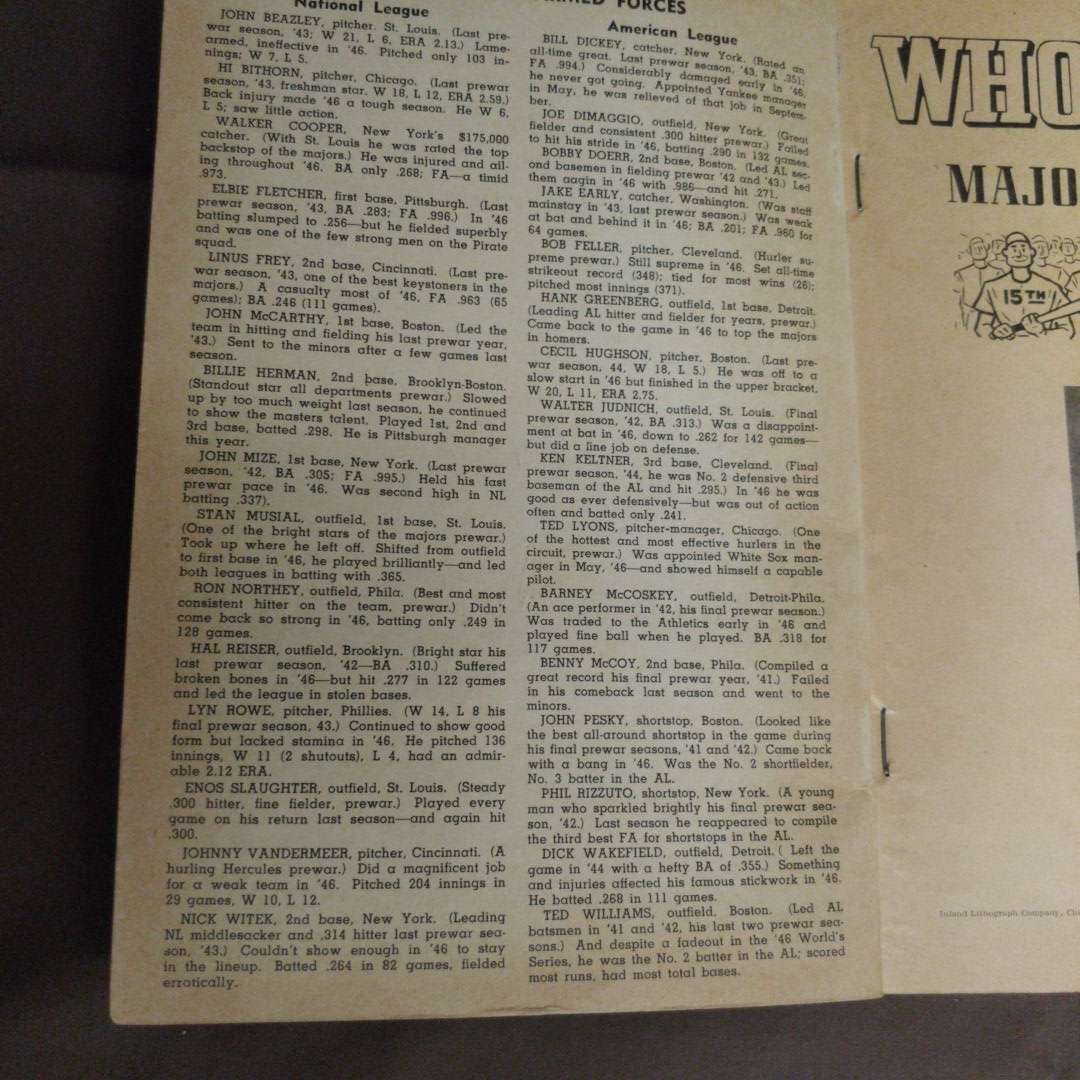 FORCES
National League
JOHN BEAZLEY, pitcher, St. Louis. (Last pre-
war season, '43; W 21, L 6, ERA 2.13.) Lame-
armed, ineffective in '46. Pitched only 103 in-
nings; W 7, L 5.
HI BITHORN, pitcher, Chicago. (Last prewar
season, '43, freshman star, W 18, L 12, ERA 2.59.)
Back injury made '46 a tough season. He W 6,
L 5; saw little action.
WALKER COOPER, New York's $175,000
catcher. (With St. Louis he was rated the top
backstop of the majors.) He was injured and ail-
ing throughout '46. BA only .268; FA—a timid
.973.
ELBIE FLETCHER, first base, Pittsburgh. (Last
prewar season, '43, BA .283; FA .996.) In '46
batting slumped to .256—but he fielded superbly
and was one of the few strong men on the Pirate
squad.
LINUS FREY, 2nd base, Cincinnati. (Last pre-
war season, '43, one of the best keystoners in the
majors.) A casualty most of '46, FA .963 (65
games); BA .246 (111 games).
JOHN McCARTHY, 1st base, Boston. (Led the
team in hitting and fielding his last prewar year,
'43.) Sent to the minors after a few games last
season.
BILLIE HERMAN, 2nd base, Brooklyn-Boston.
(Standout star all departments prewar.) Slowed
up by too much weight last season, he continued
to show the masters talent. Played 1st, 2nd and
3rd base, batted .298. He is Pittsburgh manager
this year.
JOHN MIZE, 1st base, New York. (Last prewar
season, '42, BA .305; FA .995.) Held his fast
prewar pace in '46. Was second high in NL
batting .337).
STAN MUSIAL, outfield, 1st base, St. Louis.
(One of the bright stars of the majors prewar.)
Took up where he left off. Shifted from outfield
to first base in '46, he played brilliantly—and led
both leagues in batting with .365.
RON NORTHEY, outfield, Phila. (Best and most
consistent hitter on the team, prewar.) Didn't
come back so strong in '46, batting only .249 in
128 games.
HAL REISER, outfield, Brooklyn. (Bright star his
last prewar season, '42—BA .310.) Suffered
broken bones in '46—but hit .277 in 122 games
and led the league in stolen bases.
LYN ROWE, pitcher, Phillies. (W 14, L 8 his
final prewar season, 43.) Continued to show good
form but lacked stamina in '46. He pitched 136
innings, W 11 (2 shutouts), L 4, had an admir-
able 2.12 ERA.
ENOS SLAUGHTER, outfield, St. Louis. (Steady
.300 hitter, fine fielder, prewar.) Played every
game on his return last season—and again hit
.300.
JOHNNY VANDERMEER, pitcher, Cincinnati. (A
hurling Hercules prewar.) Did a magnificent job
for a weak team in '46. Pitched 204 innings in
29 games, W 10, L 12.
NICK WITEK, 2nd base, New York. (Leading
NL middlesacker and .314 hitter last prewar sea-
son, '43.) Couldn't show enough in '46 to stay
in the lineup. Batted .264 in 82 games, fielded
erratically.
American League
BILL DICKEY, catcher, New York. (Rated an
all-time great. Last prewar season, '43, BA .351;
FA .994.) Considerably damaged early in '46,
he never got going. Appointed Yankee manager
in May, he was relieved of that job in Septem-
ber.
JOE DIMAGGIO, outfield, New York. (Great
fielder and consistent .300 hitter prewar.) Failed
to hit his stride in '46, batting .290 in 132 games.
BOBBY DOERR, 2nd base, Boston. (Led AL sec-
ond basemen in fielding prewar '42 and '43.) Led
them aagin in '46 with .986—and hit .271.
JAKE EARLY, catcher, Washington. (Was staff
mainstay in '43, last prewar season.) Was weak
at bat and behind it in '46; BA .201; FA .960 for
64 games.
BOB FELLER, pitcher, Cleveland. (Hurler su-
preme prewar.) Still supreme in '46. Set all-time
strikeout record (348); tied for most wins (26);
pitched most innings (371).
HANK GREENBERG, outfield, 1st base, Detroit.
(Leading AL hitter and fielder for years, prewar.)
Came back to the game in '46 to top the majors
in homers.
CECIL HUGHSON, pitcher, Boston. (Last pre-
war season, 44, W 18, L 5.) He was off to a
slow start in '46 but finished in the upper bracket.
W 20, L 11, ERA 2.75.
WALTER JUDNICH, outfield, St. Louis. (Final
prewar season, '42, BA .313.) Was a disappoint-
ment at bat in '46, down to .262 for 142 games—
but did a fine job on defense.
KEN KELTNER, 3rd base, Cleveland. (Final
prewar season, '44, he was No. 2 defensive third
baseman of the AL and hit .295.) In '46 he was
good as ever defensively—but was out of action
often and batted only .241.
TED LYONS, pitcher-manager, Chicago. (One
of the hottest and most effective hurlers in the
circuit, prewar.) Was appointed White Sox man-
ager in May, '46—and showed himself a capable
pilot.
BARNEY McCOSKEY, outfield, Detroit-Phila.
(An ace performer in '42, his final prewar season.)
Was traded to the Athletics early in '46 and
played fine ball when he played. BA .318 for
117 games.
BENNY McCOY, 2nd base, Phila. (Compiled a
great record his final prewar year, '41.) Failed
in his comeback last season and went to the
minors.
JOHN PESKY, shortstop, Boston. (Looked like
the best all-around shortstop in the game during
his final prewar seasons, '41 and '42.) Came back
with a bang in '46. Was the No. 2 shortfielder,
No. 3 batter in the AL.
PHIL RIZZUTO, shortstop, New York. (A young
man who sparkled brightly his final prewar sea-
son, '42.) Last season he reappeared to compile
the third best FA for shortstops in the AL.
DICK WAKEFIELD, outfield, Detroit. ( Left the
game in '44 with a hefty BA of .355.) Something
and injuries affected his famous stickwork in '46.
He batted .268 in 111 games.
TED WILLIAMS, outfield, Boston. (Led AL
batsmen in '41 and '42, his last two prewar sea-
sons.) And despite a fadeout in the '46 World's
Series, he was the No. 2 batter in the AL; scored
most runs, had most total bases.
WHO
MAJO
15TH
Inland Lithograph Company,